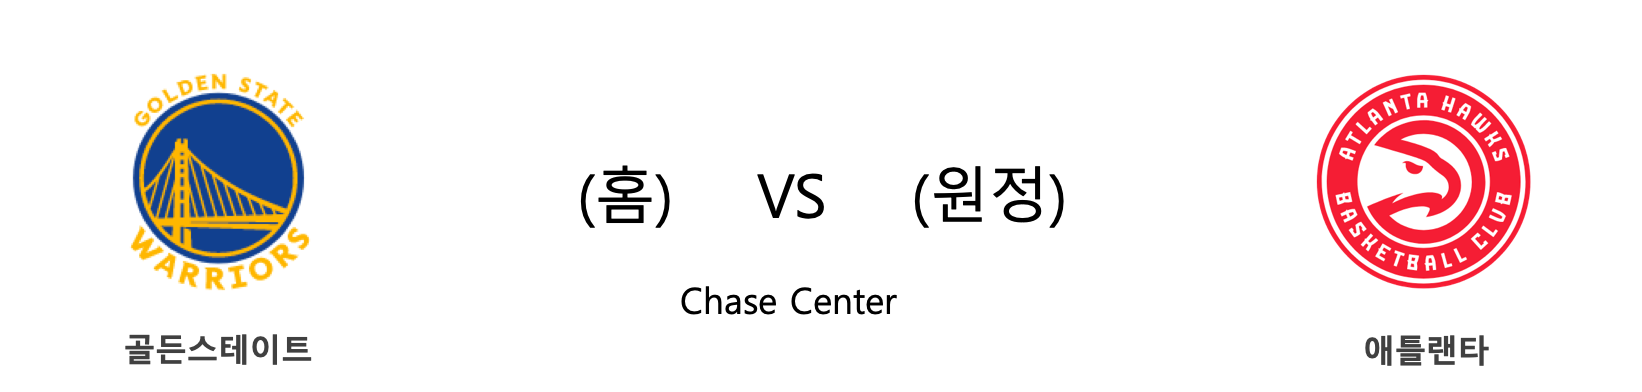 GOLDEN STATE
WARRIORS
ATLANTA HAWKS
BASKETBALL CLUB
(홈) VS (원정)
Chase Center
골든스테이트
애틀랜타